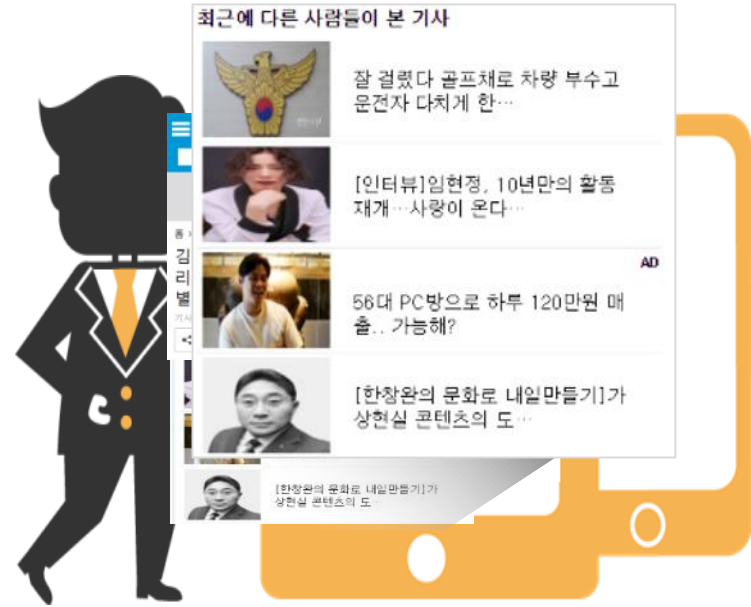 최근에 다른 사람들이 본 기사
잘 걸렸다 골프채로 차량 부수고
운전자 다치게 한…
[인터뷰]임현정, 10년만의 활동
재개…사랑이 온다…
AD
56대 PC방으로 하루 120만원 매
출.. 가능해?
[한창완의 문화로 내일만들기]가
상현실 콘텐츠의 도…
홈 ›
김
리
별
기사
[한창완의 문화로 내일만들기]가
상현실 콘텐츠의 도…